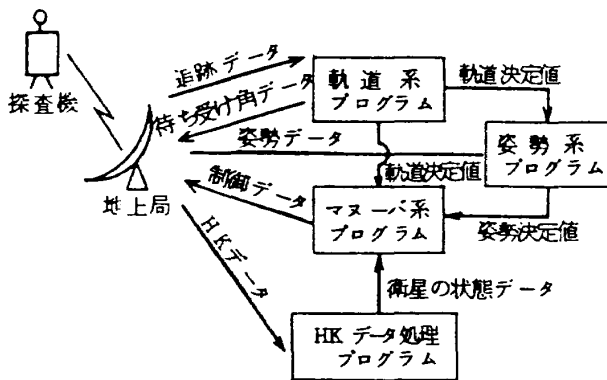 探査機
地上局
追跡データ
待ち受け角データ
姿勢データ
制御データ
HKデータ
軌道系
プログラム
軌道決定値
姿勢系
プログラム
軌道決定値
マヌーバ系
プログラム
姿勢決定値
衛星の状態データ
HKデータ処理
プログラム